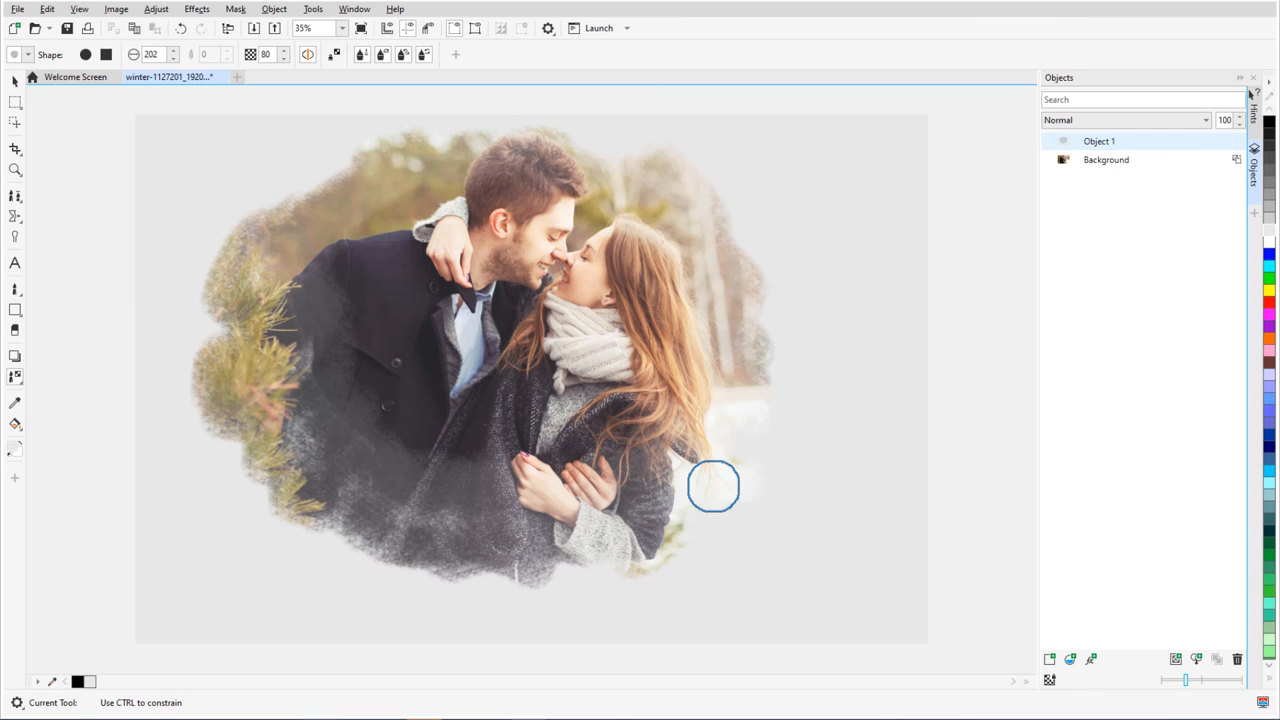 File Edit View Image Adjust Effects Mask Object Tools Window Help
35% Launch
Shape: 202 0 80
Welcome Screen winter-1127201_1920...*
Objects
Search
Hints
Normal 100
Object 1
Objects
Background
Current Tool: Use CTRL to constrain